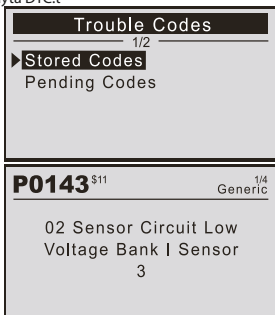 Trouble Codes
1/2
Stored Codes
Pending Codes
P0143 $11 1/4
Generic
02 Sensor Circuit Low
Voltage Bank I Sensor
3